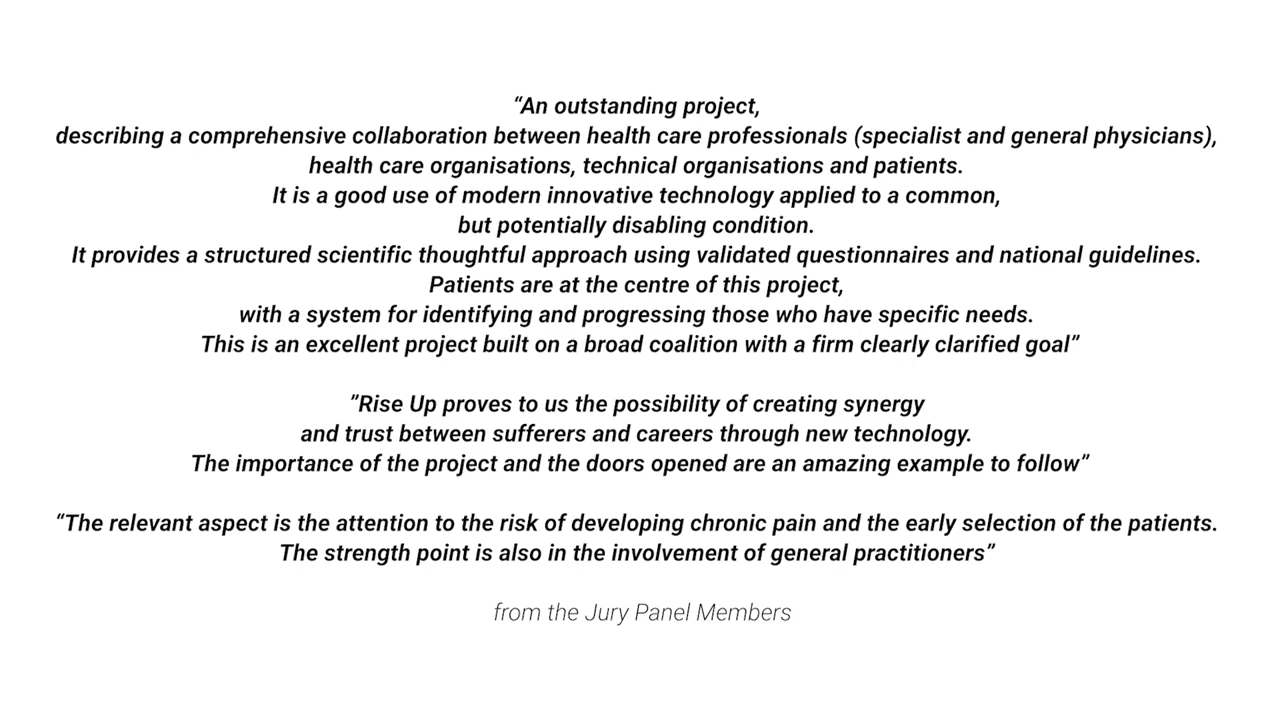 “An outstanding project,
describing a comprehensive collaboration between health care professionals (specialist and general physicians),
health care organisations, technical organisations and patients.
It is a good use of modern innovative technology applied to a common,
but potentially disabling condition.
It provides a structured scientific thoughtful approach using validated questionnaires and national guidelines.
Patients are at the centre of this project,
with a system for identifying and progressing those who have specific needs.
This is an excellent project built on a broad coalition with a firm clearly clarified goal”
”Rise Up proves to us the possibility of creating synergy
and trust between sufferers and careers through new technology.
The importance of the project and the doors opened are an amazing example to follow”
“The relevant aspect is the attention to the risk of developing chronic pain and the early selection of the patients.
The strength point is also in the involvement of general practitioners”
from the Jury Panel Members